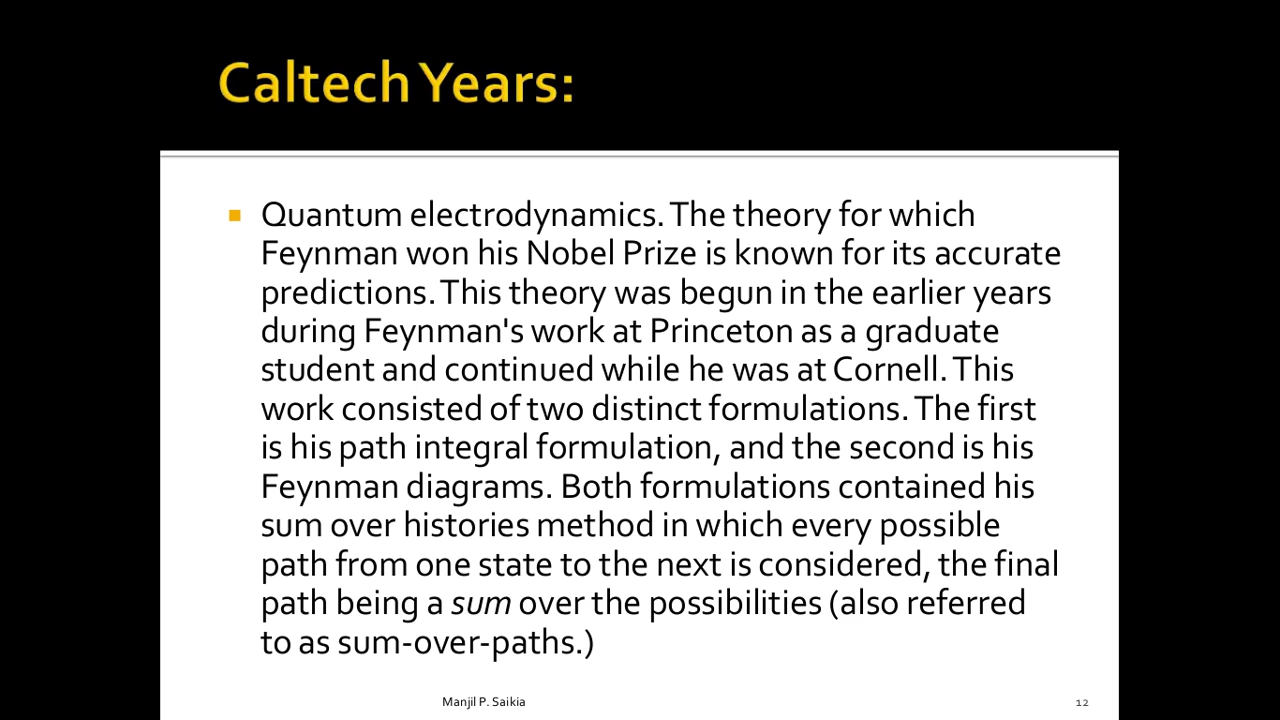 Caltech Years:
Quantum electrodynamics. The theory for which
Feynman won his Nobel Prize is known for its accurate
predictions. This theory was begun in the earlier years
during Feynman's work at Princeton as a graduate
student and continued while he was at Cornell. This
work consisted of two distinct formulations. The first
is his path integral formulation, and the second is his
Feynman diagrams. Both formulations contained his
sum over histories method in which every possible
path from one state to the next is considered, the final
path being a sum over the possibilities (also referred
to as sum-over-paths.)
Manjil P. Saikia
12